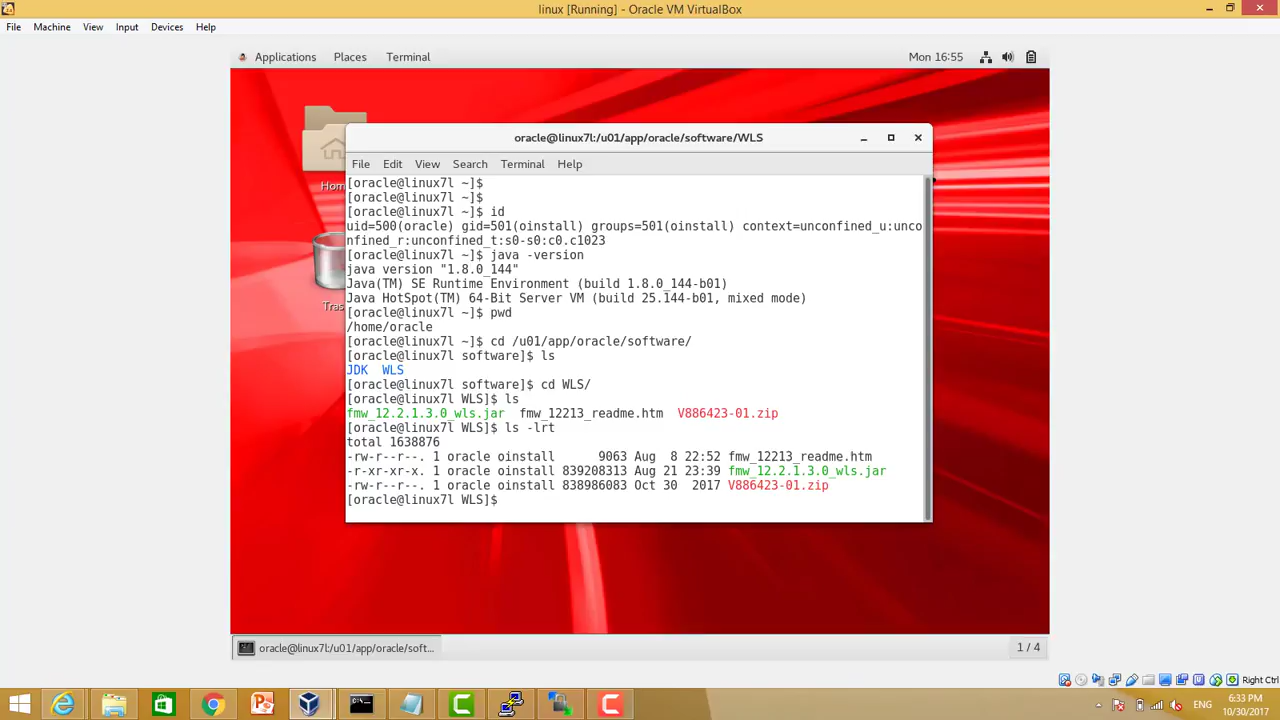 linux [Running] - Oracle VM VirtualBox
File Machine View Input Devices Help
Applications Places Terminal Mon 16:55
Hom
Tras
oracle@linux7l:/u01/app/oracle/software/WLS
File Edit View Search Terminal Help
[oracle@linux7l ~]$
[oracle@linux7l ~]$
[oracle@linux7l ~]$ id
uid=500(oracle) gid=501(oinstall) groups=501(oinstall) context=unconfined_u:unco
nfined_r:unconfined_t:s0-s0:c0.c1023
[oracle@linux7l ~]$ java -version
java version "1.8.0_144"
Java(TM) SE Runtime Environment (build 1.8.0_144-b01)
Java HotSpot(TM) 64-Bit Server VM (build 25.144-b01, mixed mode)
[oracle@linux7l ~]$ pwd
/home/oracle
[oracle@linux7l ~]$ cd /u01/app/oracle/software/
[oracle@linux7l software]$ ls
JDK WLS
[oracle@linux7l software]$ cd WLS/
[oracle@linux7l WLS]$ ls
fmw_12.2.1.3.0_wls.jar fmw_12213_readme.htm V886423-01.zip
[oracle@linux7l WLS]$ ls -lrt
total 1638876
-rw-r--r--. 1 oracle oinstall 9063 Aug 8 22:52 fmw_12213_readme.htm
-r-xr-xr-x. 1 oracle oinstall 839208313 Aug 21 23:39 fmw_12.2.1.3.0_wls.jar
-rw-r--r--. 1 oracle oinstall 838986083 Oct 30 2017 V886423-01.zip
[oracle@linux7l WLS]$
oracle@linux7l:/u01/app/oracle/soft... 1 / 4
Right Ctrl
ENG 6:33 PM
10/30/2017